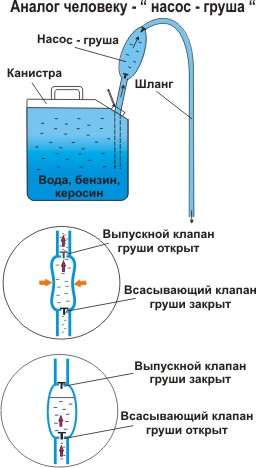 Аналог человеку - “ насос - груша “
Насос - груша
Канистра
Шланг
Вода, бензин,
керосин
Выпускной клапан
груши открыт
Всасывающий клапан
груши закрыт
Выпускной клапан
груши закрыт
Всасывающий клапан
груши открыт